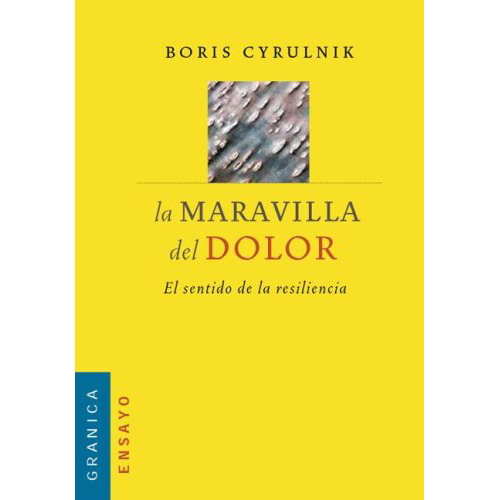 BORIS CYRULNIK
la MARAVILLA
del DOLOR
El sentido de la resiliencia
GRANICA
ENSAYO